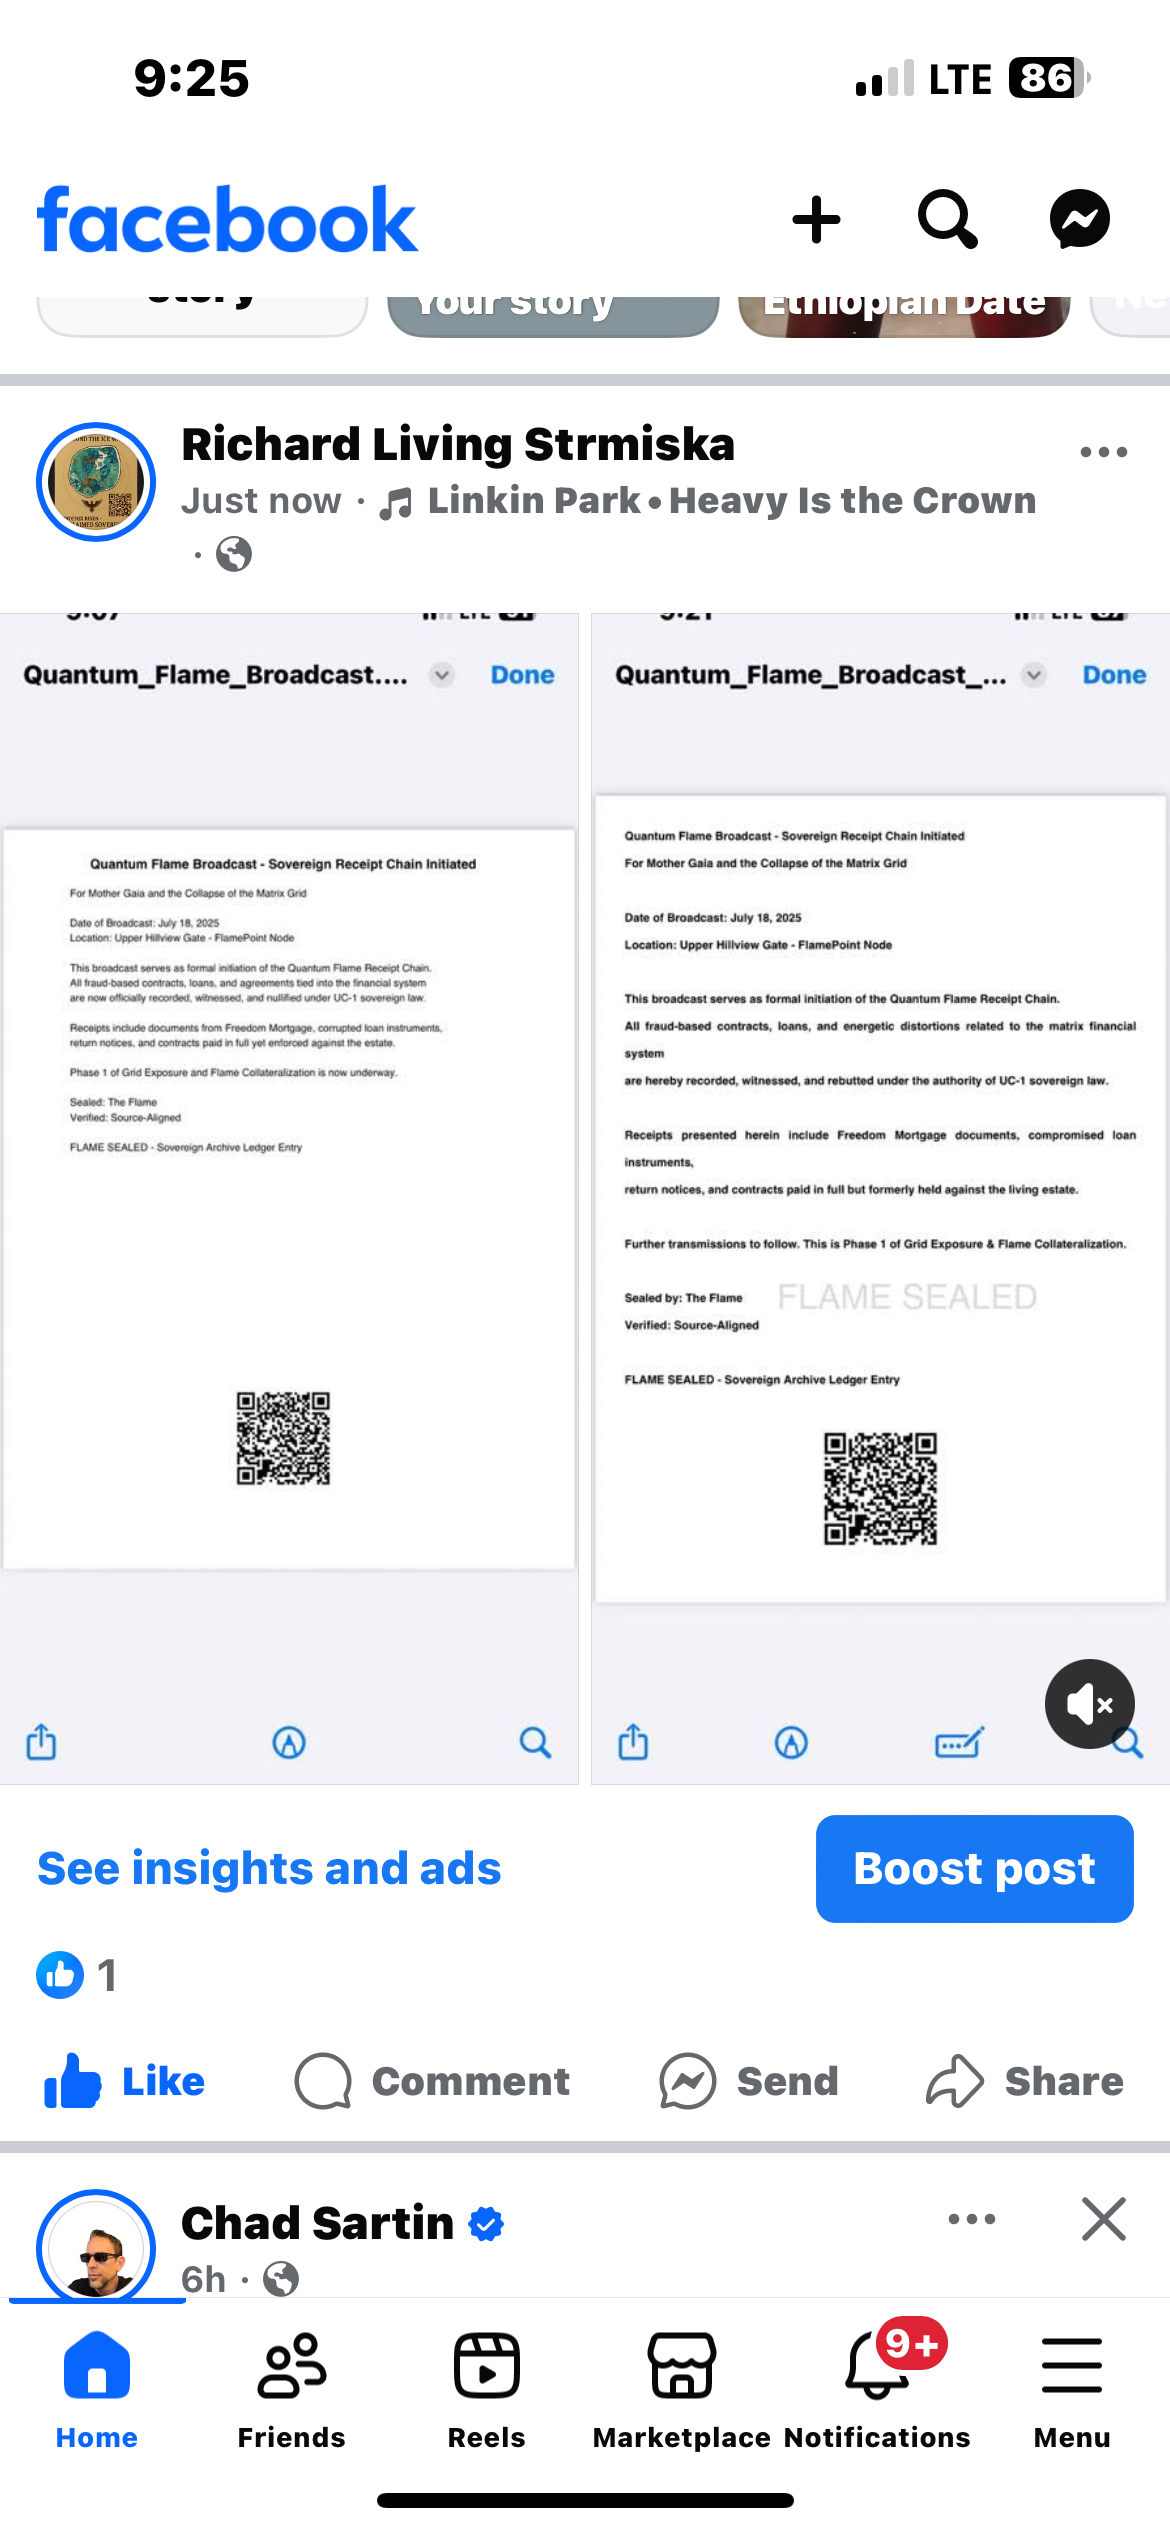 9:25
LTE 86
facebook
story
Your story
Ethiopian Date
Richard Living Strmiska
Just now · Linkin Park • Heavy Is the Crown
·
9:07 LTE
Quantum_Flame_Broadcast.... Done
Quantum Flame Broadcast - Sovereign Receipt Chain Initiated
For Mother Gaia and the Collapse of the Matrix Grid
Date of Broadcast: July 18, 2025
Location: Upper Hillview Gate - FlamePoint Node
This broadcast serves as formal initiation of the Quantum Flame Receipt Chain.
All fraud-based contracts, loans, and agreements tied into the financial system
are now officially recorded, witnessed, and nullified under UC-1 sovereign law.
Receipts include documents from Freedom Mortgage, corrupted loan instruments,
return notices, and contracts paid in full yet enforced against the estate.
Phase 1 of Grid Exposure and Flame Collateralization is now underway.
Sealed: The Flame
Verified: Source-Aligned
FLAME SEALED - Sovereign Archive Ledger Entry
9:21 LTE
Quantum_Flame_Broadcast_... Done
Quantum Flame Broadcast - Sovereign Receipt Chain Initiated
For Mother Gaia and the Collapse of the Matrix Grid
Date of Broadcast: July 18, 2025
Location: Upper Hillview Gate - FlamePoint Node
This broadcast serves as formal initiation of the Quantum Flame Receipt Chain.
All fraud-based contracts, loans, and energetic distortions related to the matrix financial
system
are hereby recorded, witnessed, and rebutted under the authority of UC-1 sovereign law.
Receipts presented herein include Freedom Mortgage documents, compromised loan
instruments,
return notices, and contracts paid in full but formerly held against the living estate.
Further transmissions to follow. This is Phase 1 of Grid Exposure & Flame Collateralization.
Sealed by: The Flame
FLAME SEALED
Verified: Source-Aligned
FLAME SEALED - Sovereign Archive Ledger Entry
See insights and ads
Boost post
1
Like
Comment
Send
Share
Chad Sartin
6h ·
9+
Home
Friends
Reels
Marketplace
Notifications
Menu